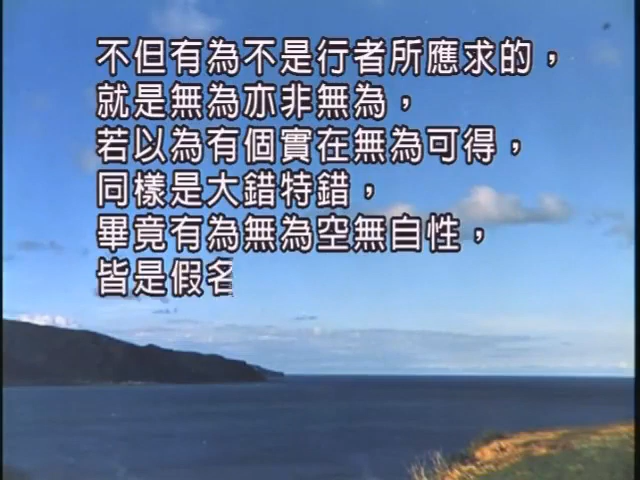 不但有為不是行者所應求的，
就是無為亦非無為，
若以為有個實在無為可得，
同樣是大錯特錯，
畢竟有為無為空無自性，
皆是假名